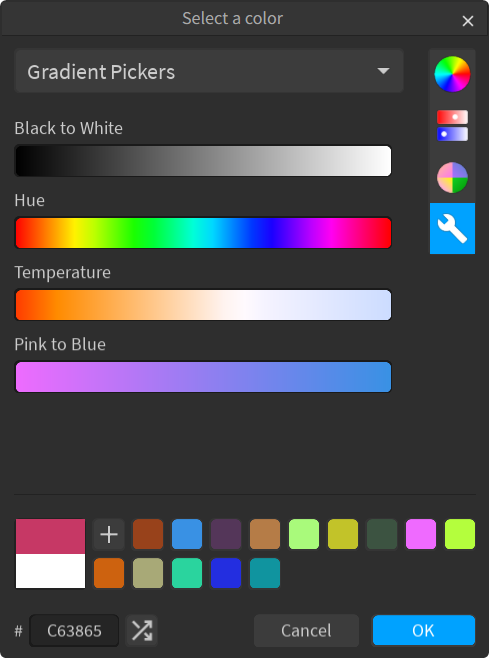 Select a color
Gradient Pickers
Black to White
Hue
Temperature
Pink to Blue
# C63865
Cancel
OK